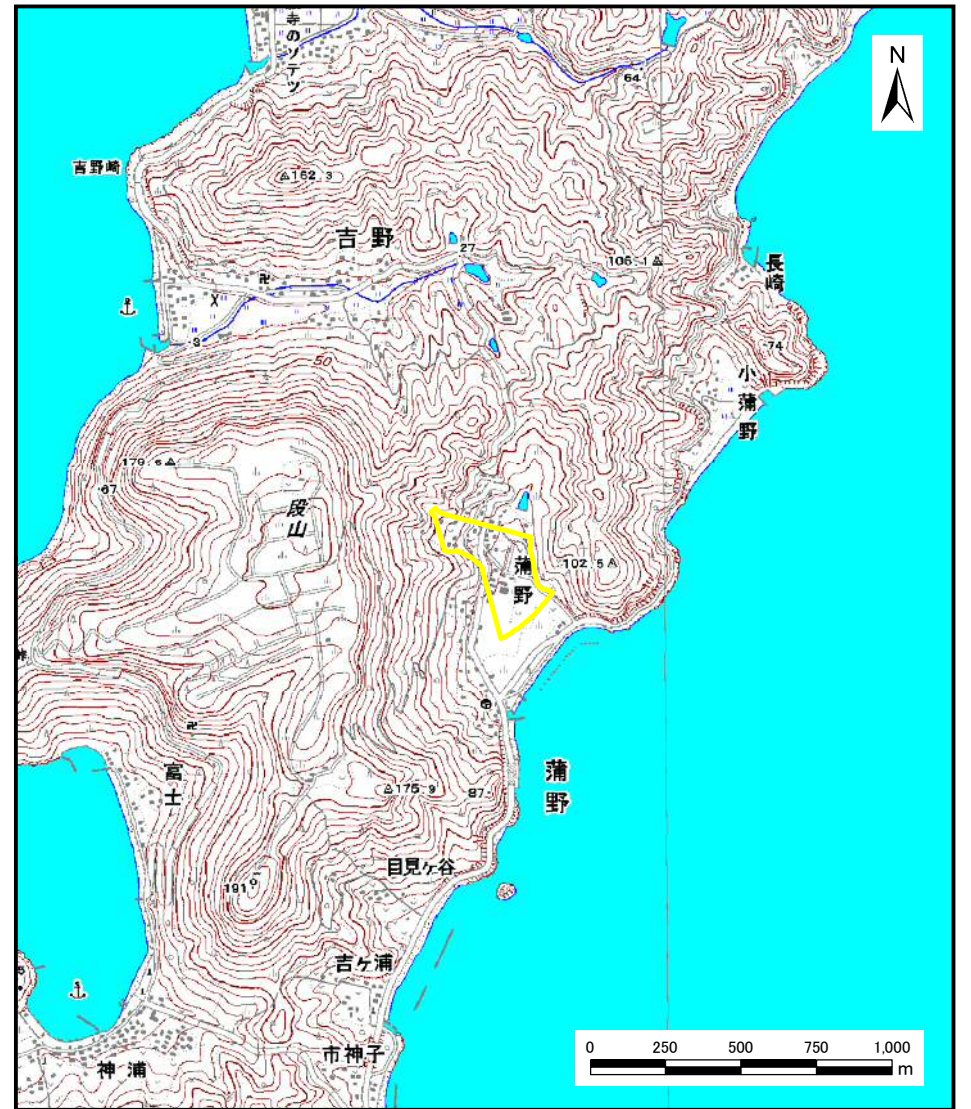 寺のソテツ
N
64
吉野崎
162.3
吉野
27
106.1
長崎
卍
3
50
74
小蒲野
179.6
67
段山
蒲野
102.5
卍
富士
蒲野
175.9
87
目見ヶ谷
191
吉ヶ浦
市神子
神浦
0 250 500 750 1,000
m